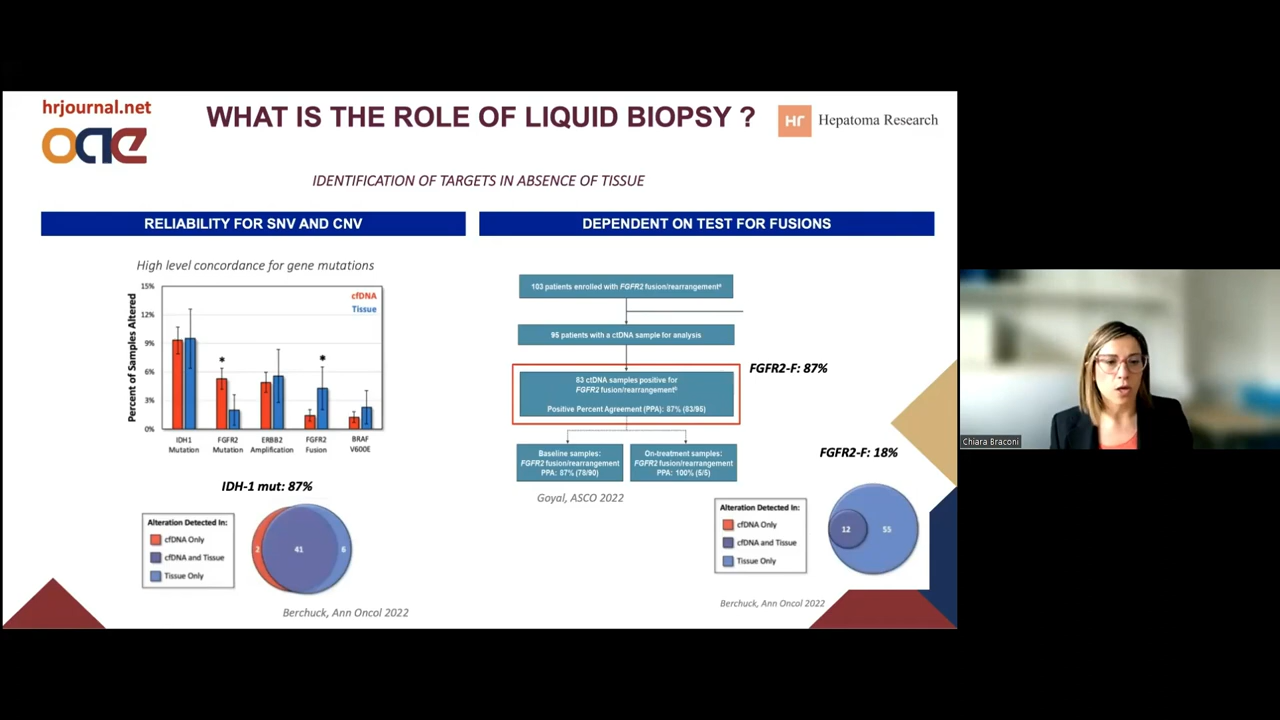 hrjournal.net
oae
WHAT IS THE ROLE OF LIQUID BIOPSY ?
Hr
Hepatoma Research
IDENTIFICATION OF TARGETS IN ABSENCE OF TISSUE
RELIABILITY FOR SNV AND CNV
High level concordance for gene mutations
Percent of Samples Altered
15%
12%
9%
6%
3%
0%
cfDNA
Tissue
*
*
IDH1
Mutation
FGFR2
Mutation
ERBB2
Amplification
FGFR2
Fusion
BRAF
V600E
IDH-1 mut: 87%
Alteration Detected In:
cfDNA Only
cfDNA and Tissue
Tissue Only
2
41
6
Berchuck, Ann Oncol 2022
DEPENDENT ON TEST FOR FUSIONS
103 patients enrolled with FGFR2 fusion/rearrangementᵃ
95 patients with a ctDNA sample for analysis
83 ctDNA samples positive for
FGFR2 fusion/rearrangementᵇ
Positive Percent Agreement (PPA): 87% (83/95)
FGFR2-F: 87%
Baseline samples:
FGFR2 fusion/rearrangement
PPA: 87% (78/90)
On-treatment samples:
FGFR2 fusion/rearrangement
PPA: 100% (5/5)
Goyal, ASCO 2022
FGFR2-F: 18%
Alteration Detected In:
cfDNA Only
cfDNA and Tissue
Tissue Only
12
55
Berchuck, Ann Oncol 2022
Chiara Braconi